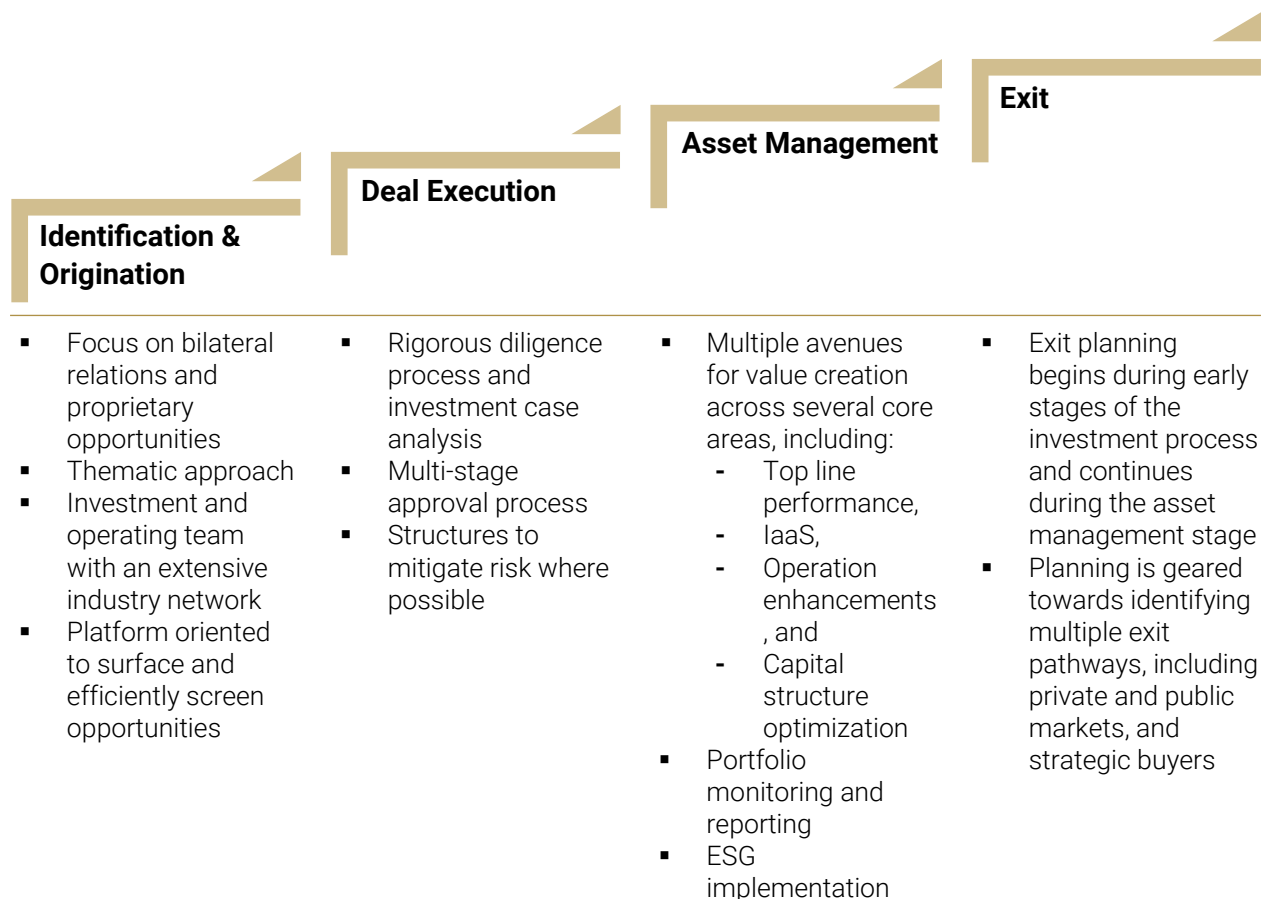 Identification &
Origination
▪ Focus on bilateral
relations and
proprietary
opportunities
▪ Thematic approach
▪ Investment and
operating team
with an extensive
industry network
▪ Platform oriented
to surface and
efficiently screen
opportunities
Deal Execution
▪ Rigorous diligence
process and
investment case
analysis
▪ Multi-stage
approval process
▪ Structures to
mitigate risk where
possible
Asset Management
▪ Multiple avenues
for value creation
across several core
areas, including:
- Top line
performance,
- IaaS,
- Operation
enhancements
, and
- Capital
structure
optimization
▪ Portfolio
monitoring and
reporting
▪ ESG
implementation
Exit
▪ Exit planning
begins during early
stages of the
investment process
and continues
during the asset
management stage
▪ Planning is geared
towards identifying
multiple exit
pathways, including
private and public
markets, and
strategic buyers